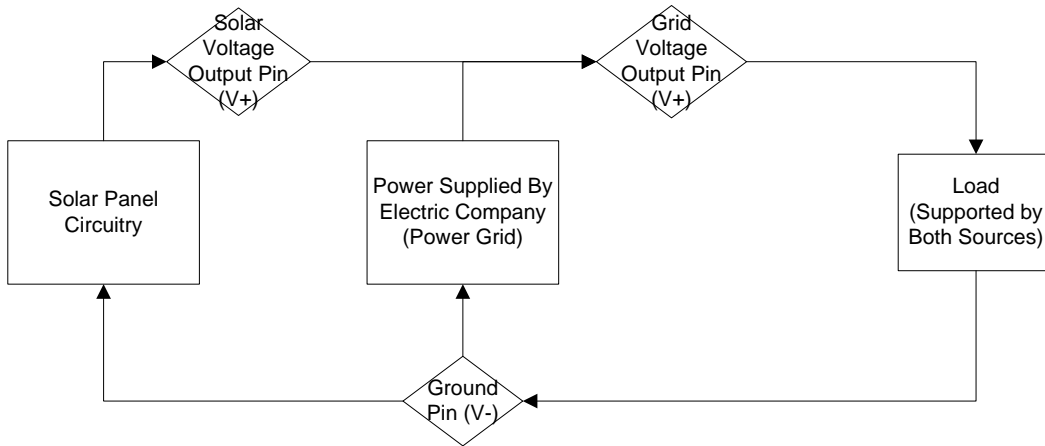 Solar
Voltage
Output Pin
(V+)
Grid
Voltage
Output Pin
(V+)
Solar Panel
Circuitry
Power Supplied By
Electric Company
(Power Grid)
Load
(Supported by
Both Sources)
Ground
Pin (V-)